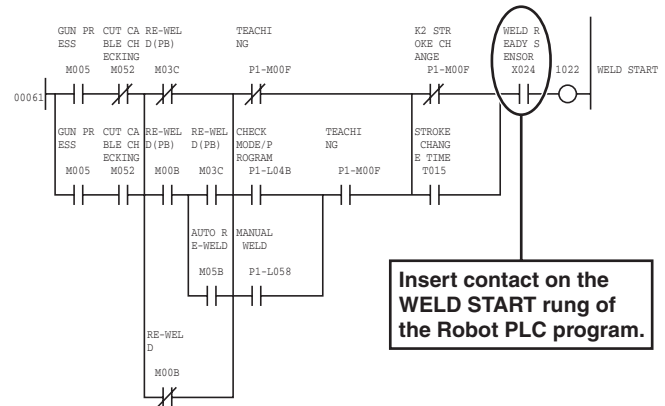 GUN PR CUT CA RE-WEL TEACHI K2 STR WELD R
ESS BLE CH D(PB) NG OKE CH EADY S
ECKING ANGE ENSOR
M005 M052 M03C P1-M00F P1-M00F X024 1022 WELD START
00061
GUN PR CUT CA RE-WEL RE-WEL CHECK TEACHI STROKE
ESS BLE CH D(PB) D(PB) MODE/P NG CHANG
ECKING ROGRAM E TIME
M005 M052 M00B M03C P1-L04B P1-M00F T015
AUTO R MANUAL
E-WELD WELD
M05B P1-L058
Insert contact on the
WELD START rung of
the Robot PLC program.
RE-WEL
D
M00B